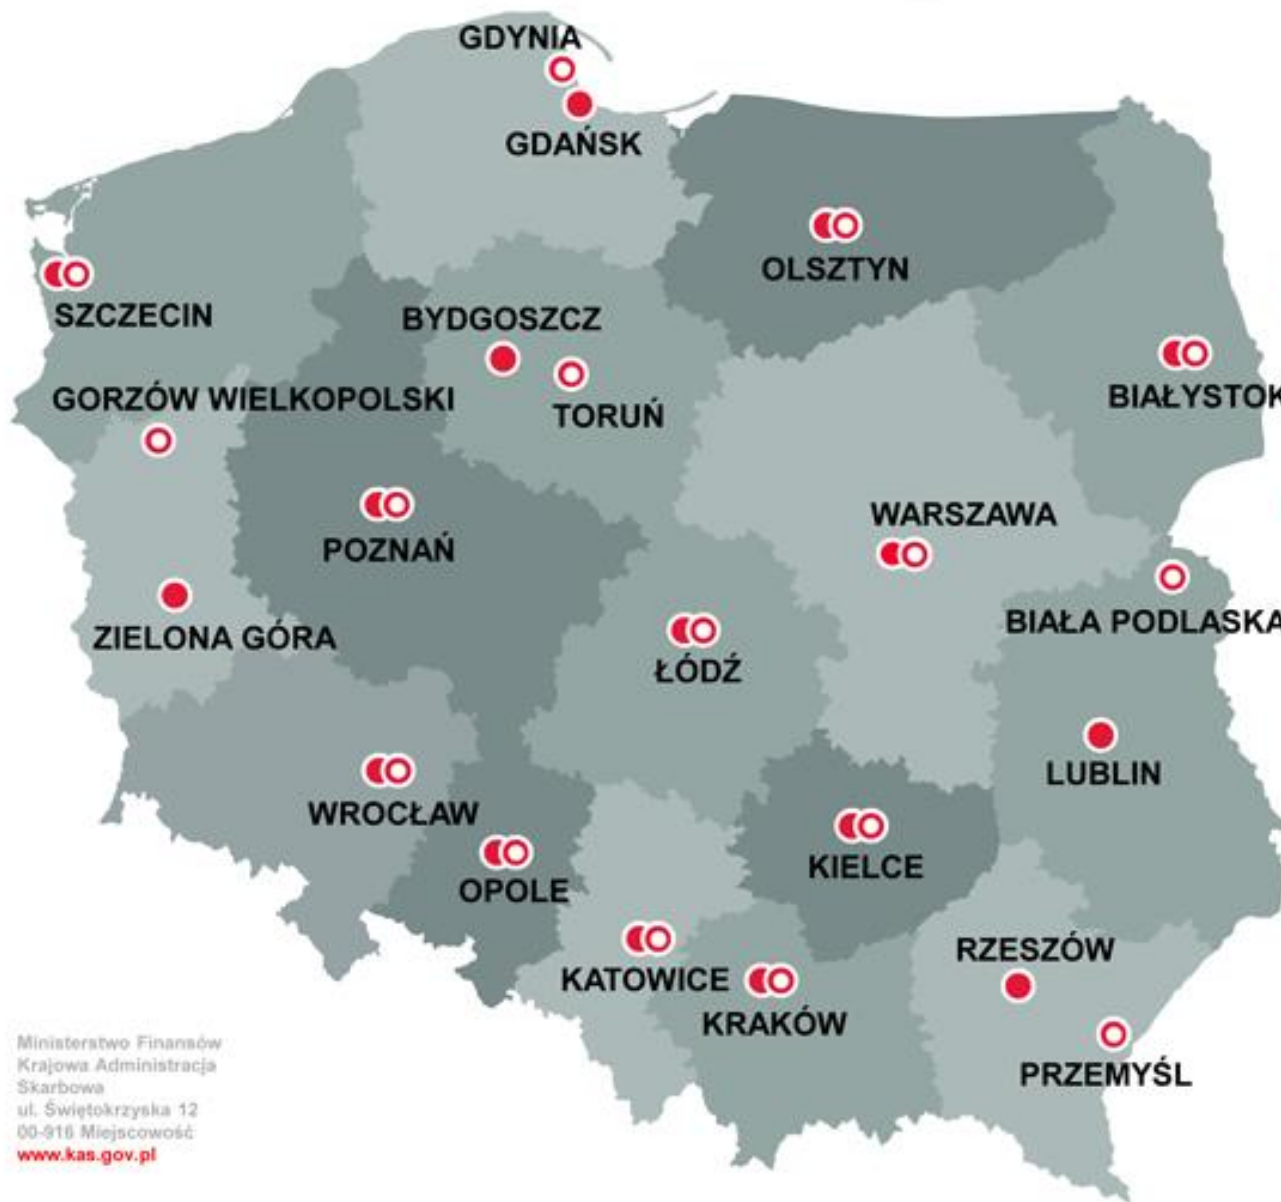 GDYNIA
GDAŃSK
OLSZTYN
SZCZECIN
BYDGOSZCZ
BIAŁYSTOK
GORZÓW WIELKOPOLSKI
TORUŃ
WARSZAWA
POZNAŃ
BIAŁA PODLASKA
ZIELONA GÓRA
ŁÓDŹ
LUBLIN
WROCŁAW
KIELCE
OPOLE
RZESZÓW
KATOWICE
KRAKÓW
PRZEMYŚL
Ministerstwo Finansów
Krajowa Administracja
Skarbowa
ul. Świętokrzyska 12
00-916 Miejscowość
www.kas.gov.pl